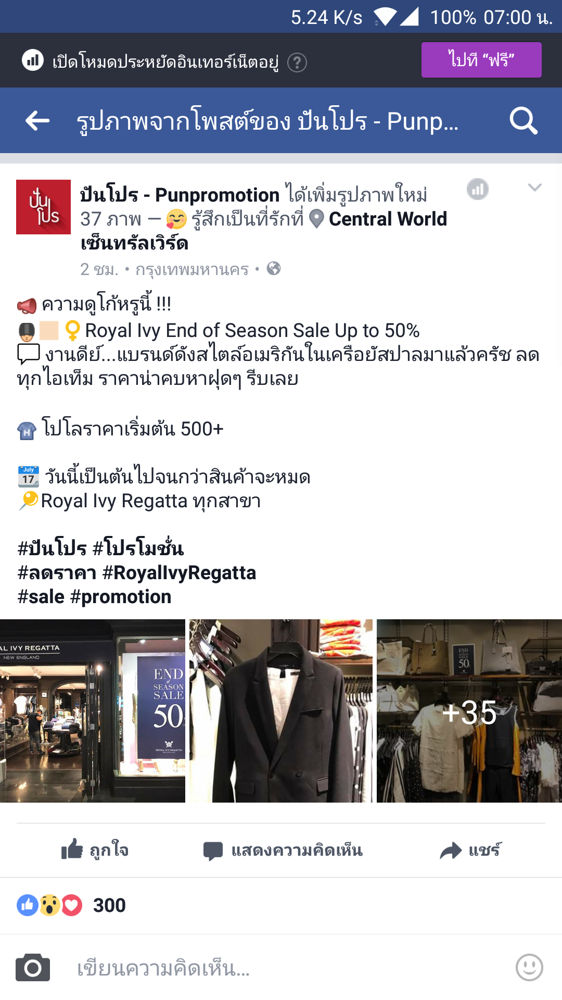 5.24 K/s 100% 07:00 น.
เปิดโหมดประหยัดอินเทอร์เน็ตอยู่ ? ไปที่ “ฟรี”
รูปภาพจากโพสต์ของ ปันโปร - Punp...
ปันโปร
ปันโปร - Punpromotion ได้เพิ่มรูปภาพใหม่
37 ภาพ — รู้สึกเป็นที่รักที่ Central World
เซ็นทรัลเวิร์ด
2 ชม. • กรุงเทพมหานคร •
ความดูโก้หรูนี้ !!!
Royal Ivy End of Season Sale Up to 50%
งานดีย์...แบรนด์ดังสไตล์อเมริกันในเครือยัสปาลมาแล้วครัช ลด
ทุกไอเท็ม ราคาน่าคบหาฝุดๆ รีบเลย
H โปโลราคาเริ่มต้น 500+
July
17 วันนี้เป็นต้นไปจนกว่าสินค้าจะหมด
Royal Ivy Regatta ทุกสาขา
#ปันโปร #โปรโมชั่น
#ลดราคา #RoyalIvyRegatta
#sale #promotion
AL IVY REGATTA
NEW ENGLAND
END
of
SEASON
SALE
50
ROYAL IVY REGATTA
NEW ENGLAND
END
SEASON
SALE
50
+35
ถูกใจ แสดงความคิดเห็น แชร์
300
เขียนความคิดเห็น...